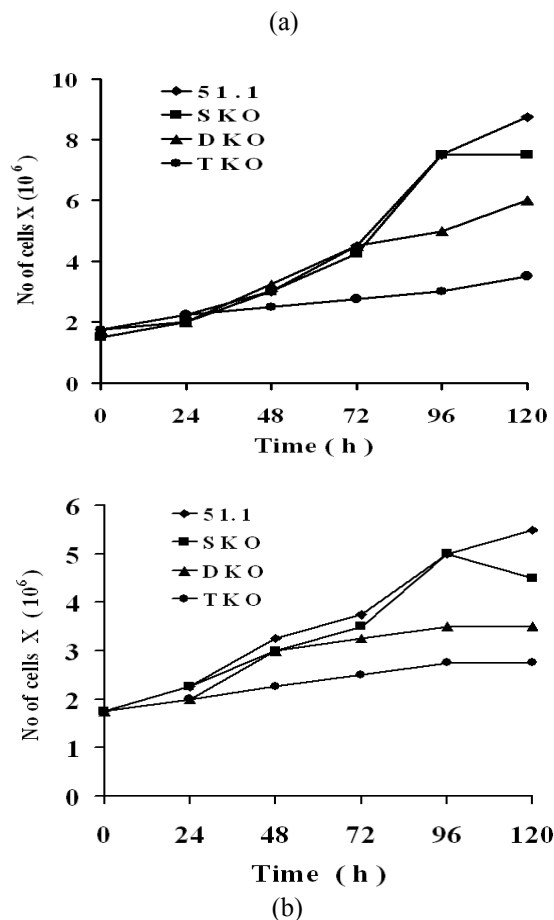 (a)
No of cells X (10⁶)
10
8
6
4
2
0
51.1
SKO
DKO
TKO
0 24 48 72 96 120
Time (h)
No of cells X (10⁶)
6
5
4
3
2
1
0
51.1
SKO
DKO
TKO
0 24 48 72 96 120
Time (h)
(b)